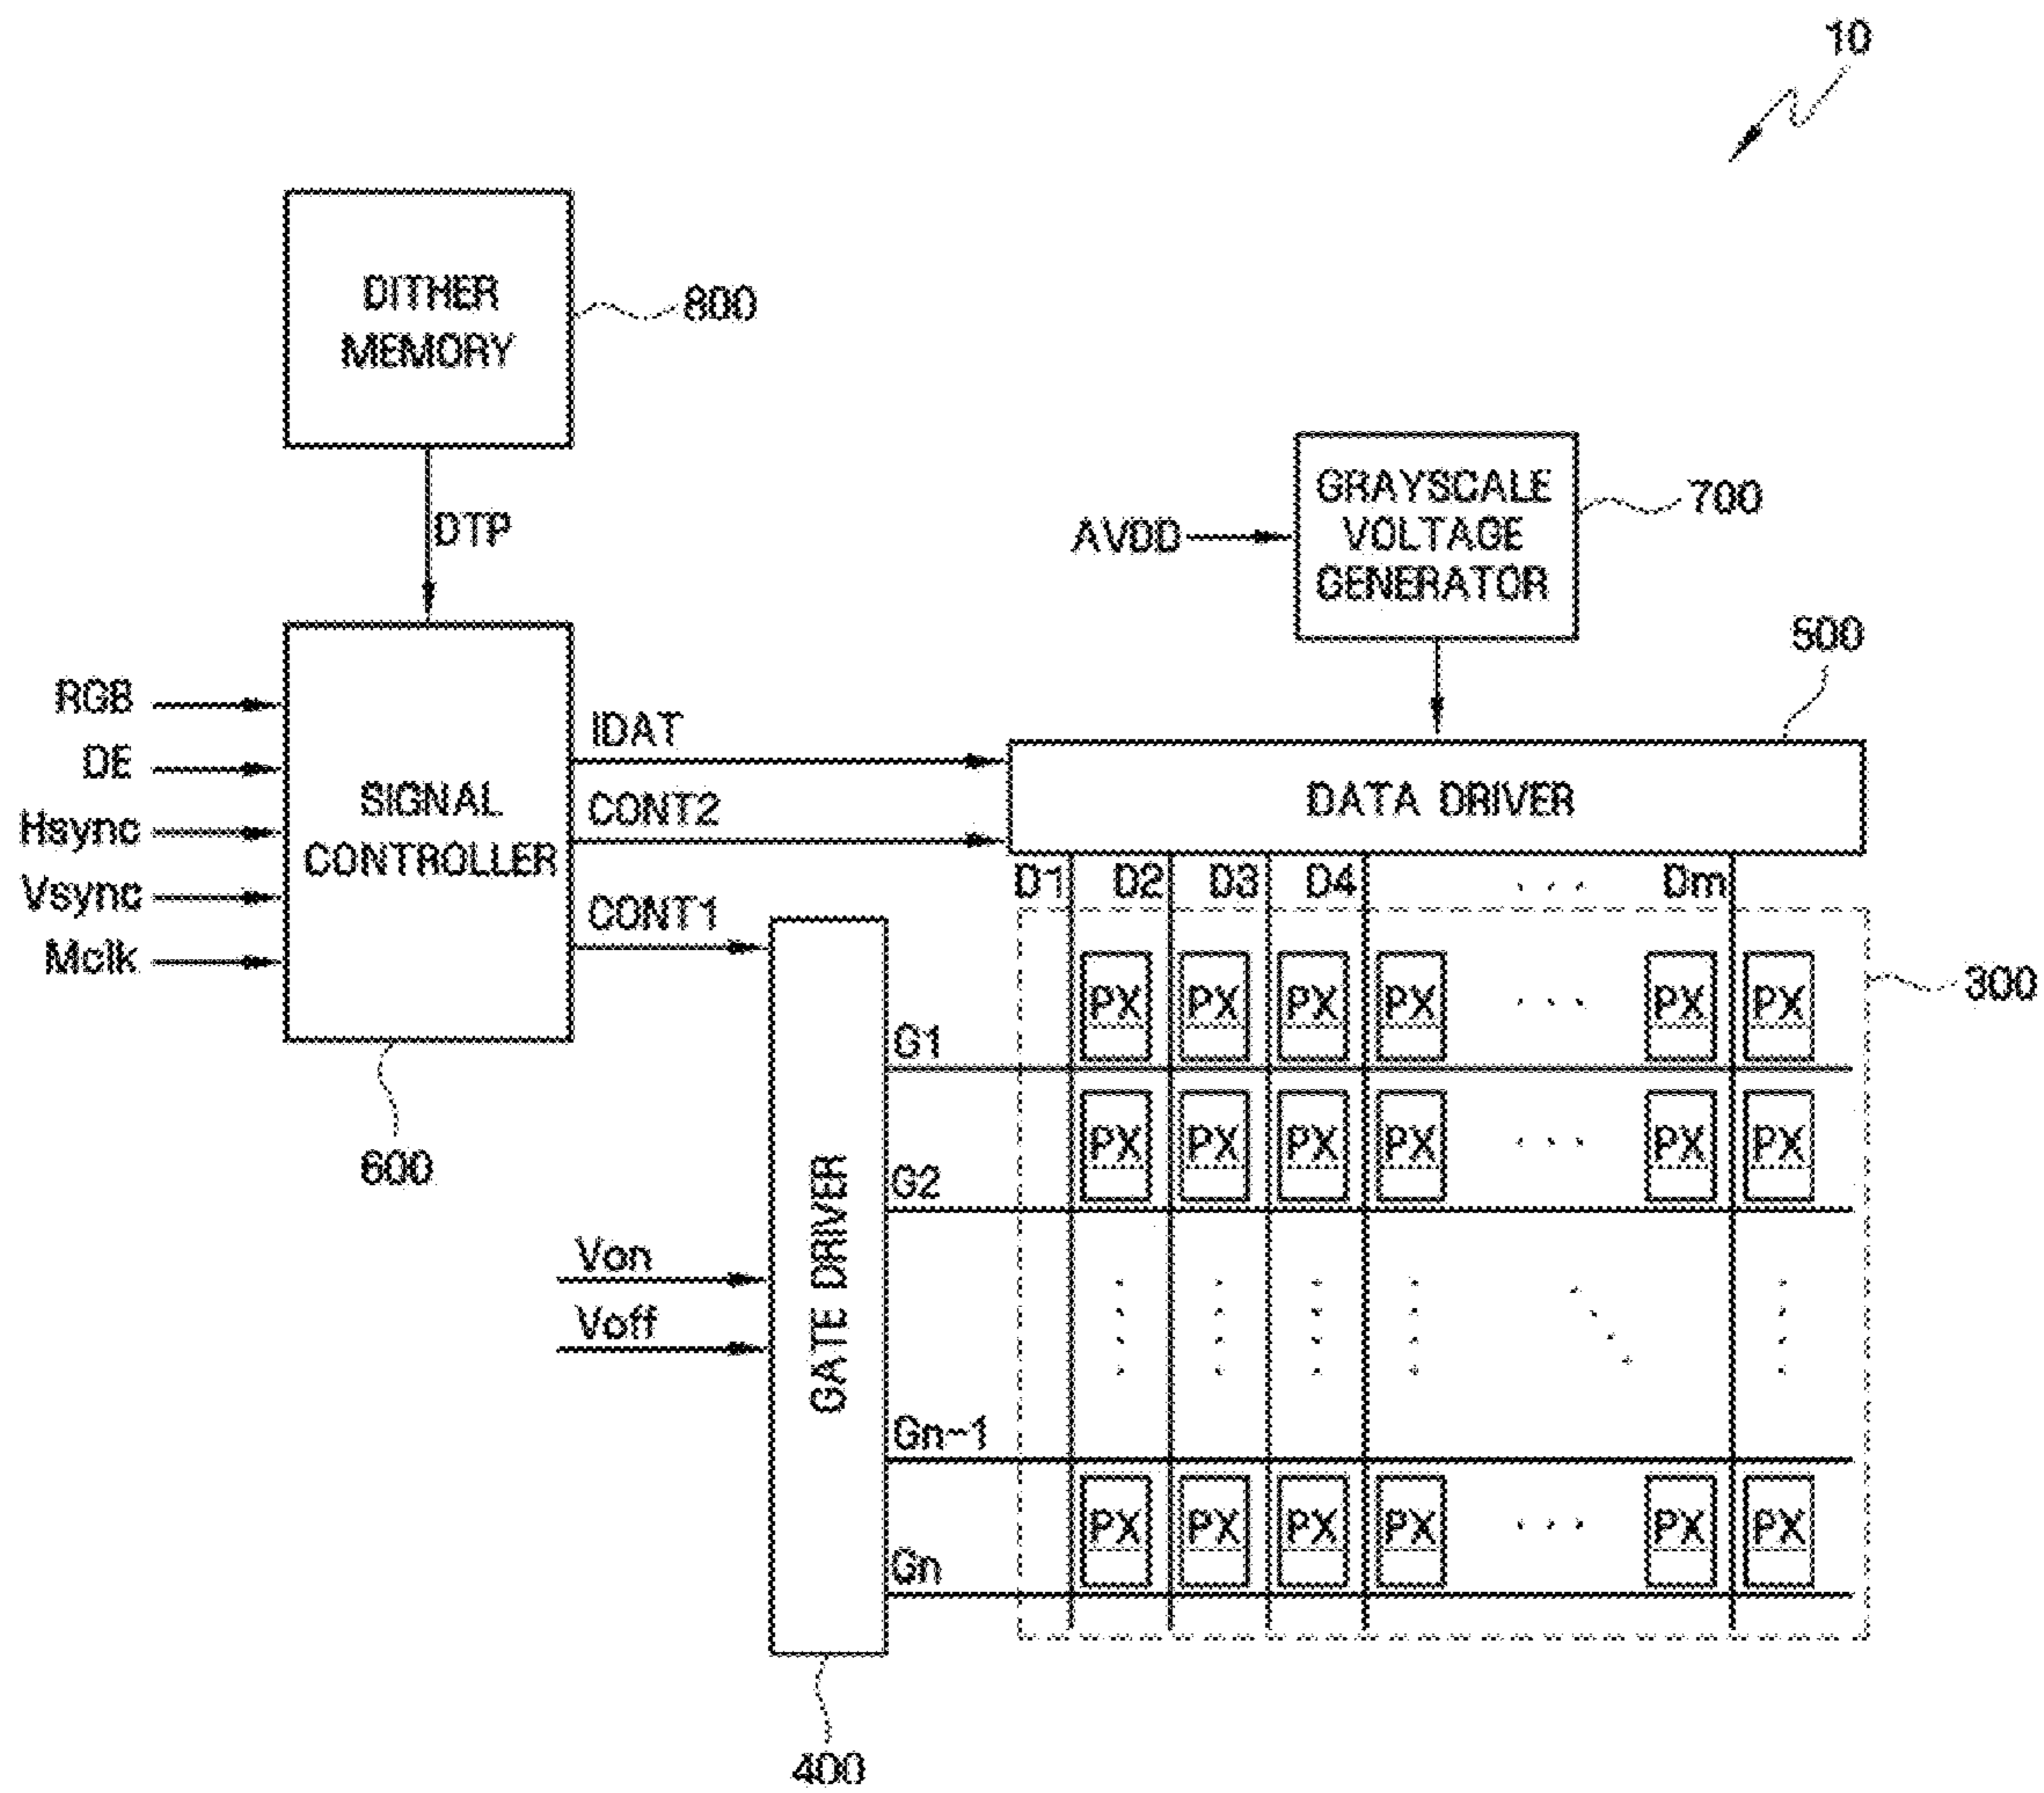 10
DITHER
MEMORY
800
DTP
GRAYSCALE
VOLTAGE
GENERATOR
700
AVDD
500
RGB
DE
Hsync
Vsync
Mclk
SIGNAL
CONTROLLER
600
IDAT
CONT2
CONT1
DATA DRIVER
D1 D2 D3 D4 . . . Dm
PX PX PX PX . . . PX PX
300
G1
PX PX PX PX . . . PX PX
G2
Von
Voff
GATE DRIVER
400
Gn-1
PX PX PX PX . . . PX PX
Gn